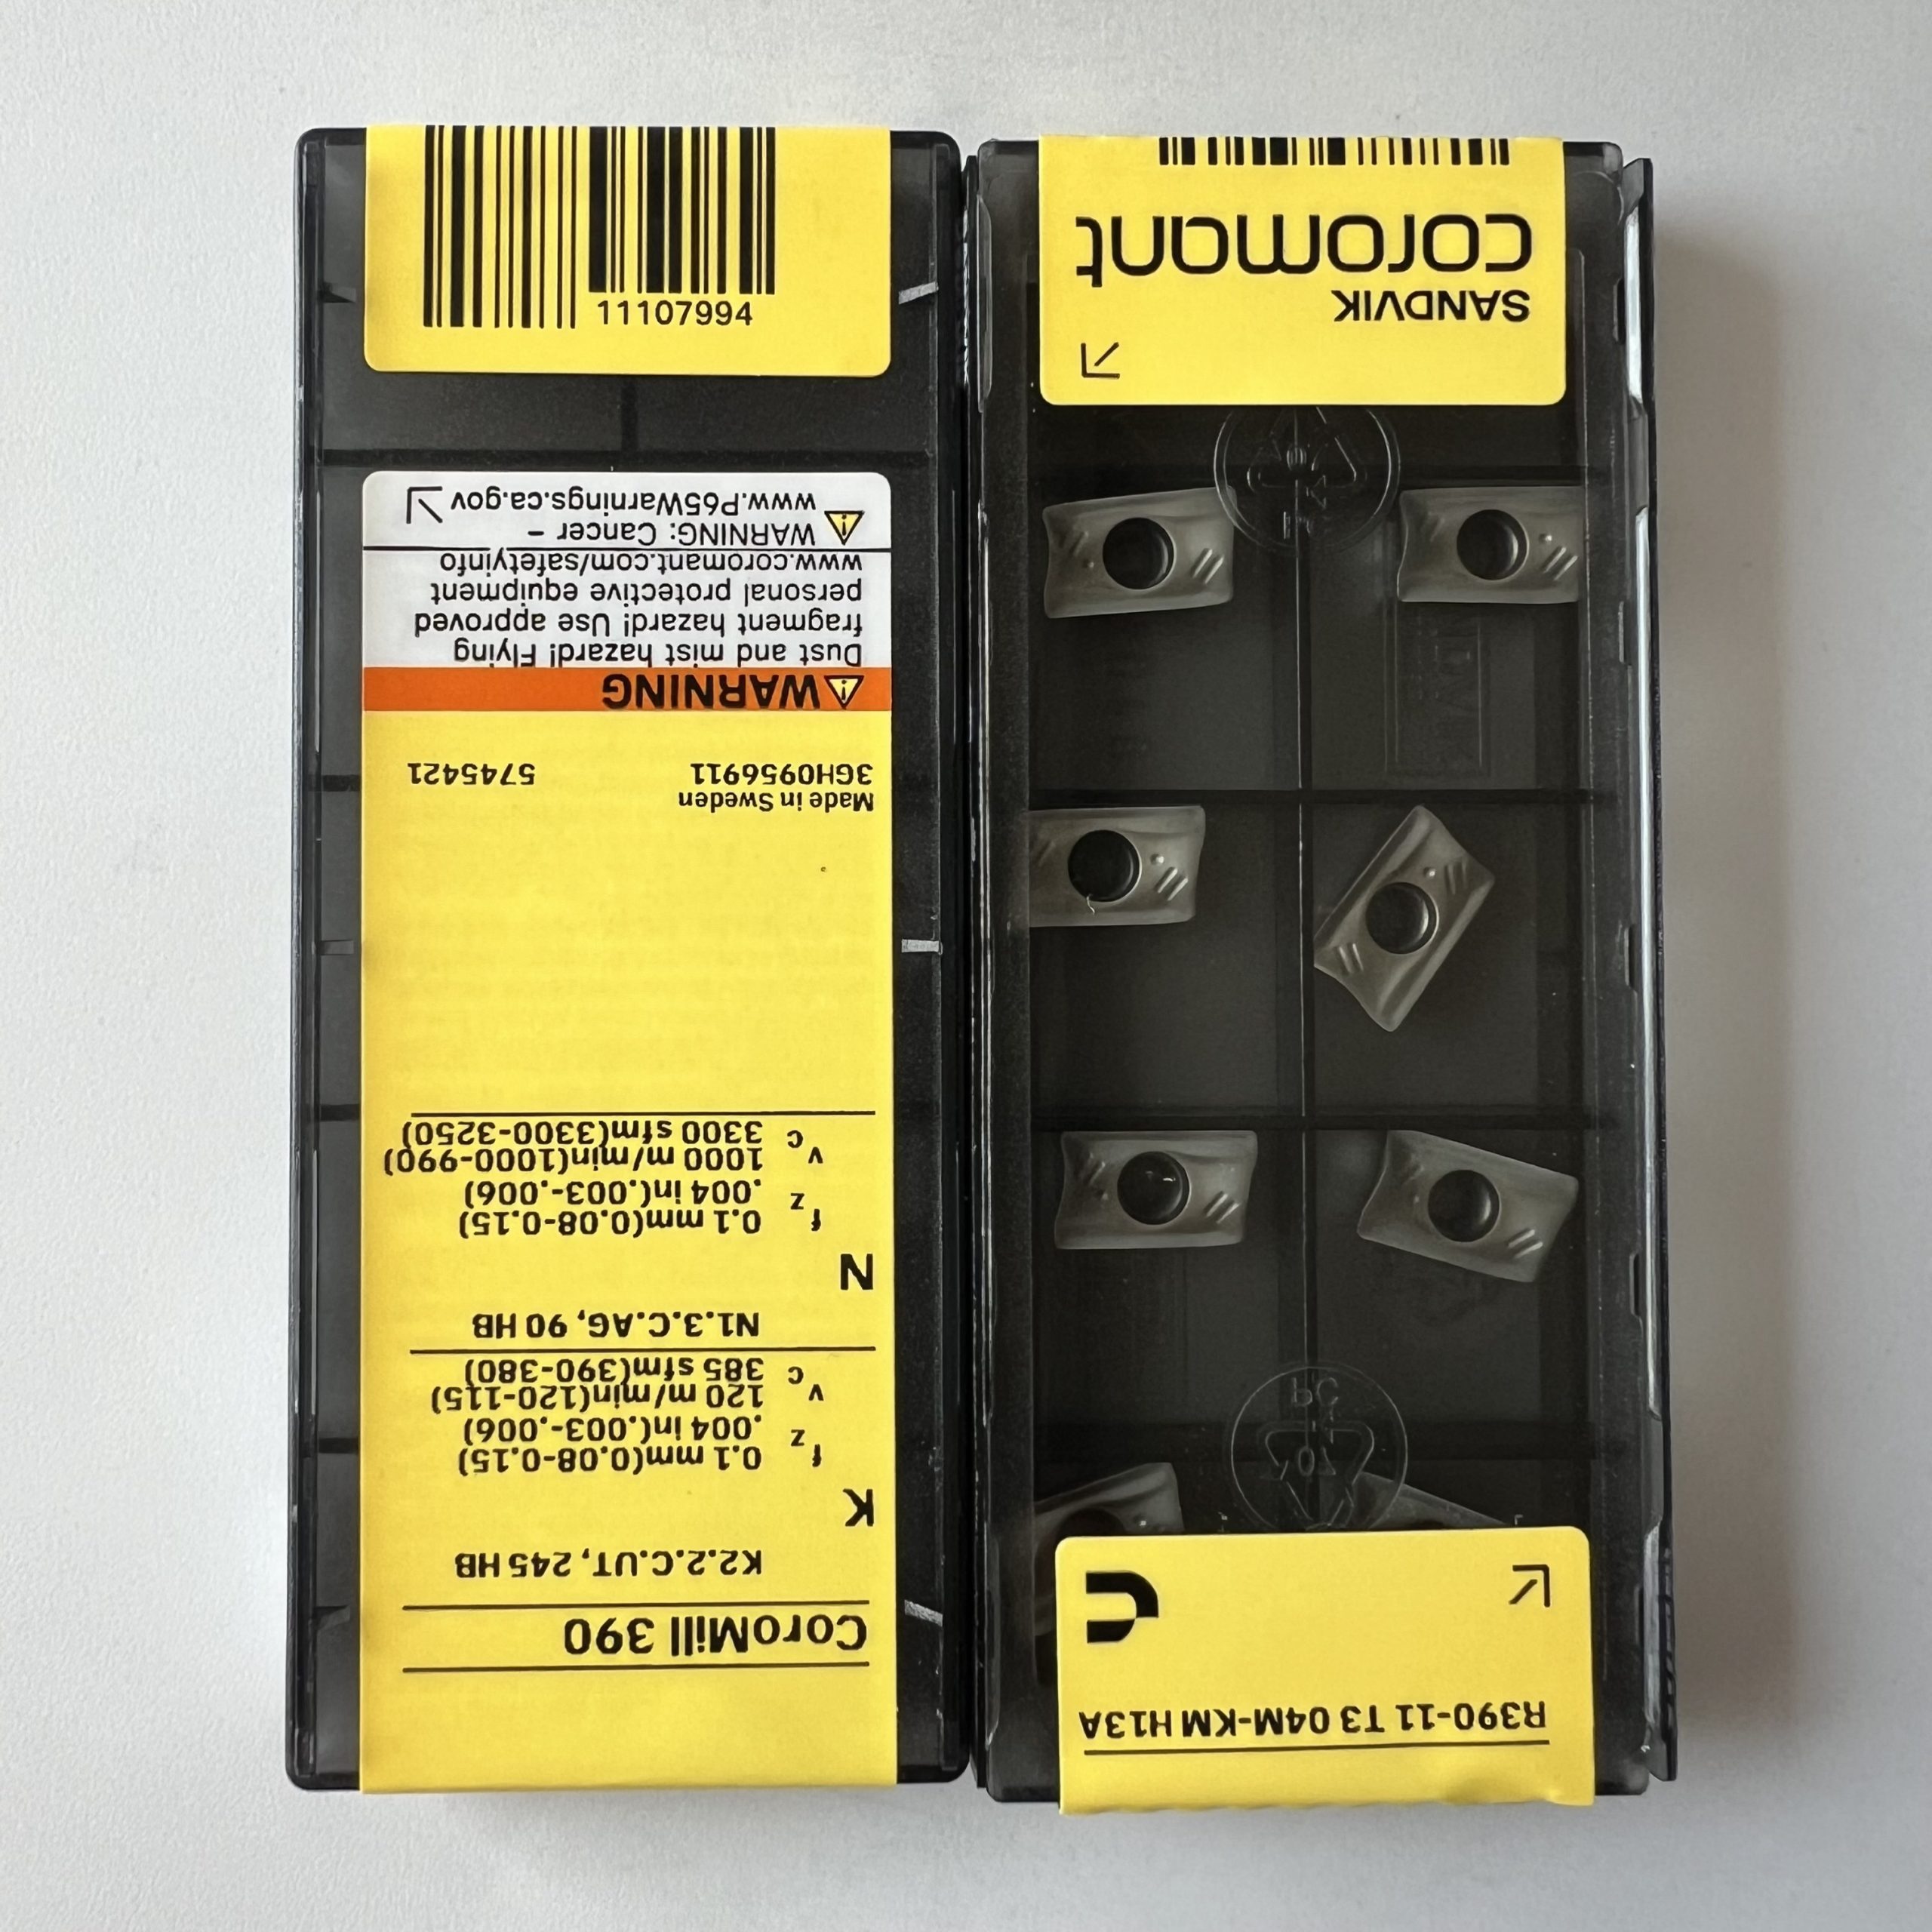 11107994
CoroMill 390
K2.2.C.UT, 245 HB
K
f z 0.1 mm(0.08-0.15)
.004 in(.003-.006)
v c 120 m/min(120-115)
385 sfm(390-380)
N1.3.C.AG, 90 HB
N
f z 0.1 mm(0.08-0.15)
.004 in(.003-.006)
v c 1000 m/min(1000-990)
3300 sfm(3300-3250)
Made in Sweden
3GH0956911 5745421
WARNING
Dust and mist hazard! Flying
fragment hazard! Use approved
personal protective equipment
www.coromant.com/safetyinfo
WARNING: Cancer –
www.P65Warnings.ca.gov
R390-11 T3 04M-KM H13A
PC
SANDVIK
coromant